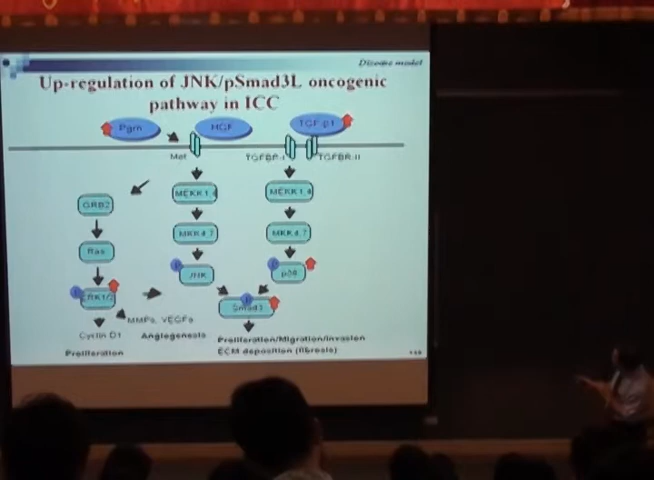 Disease model
Up-regulation of JNK/pSmad3L oncogenic
pathway in ICC
HGF
TGF-β1
Met
TGFBR-I
TGFBR-II
GRB2
MEKK1,4
MEKK1,4
MKK4,7
MKK4,7
Ras
P
JNK
P
p38
P
ERK1/2
P
Smad3
MMPs, VEGFs
Cyclin D1
Angiogenesis
Proliferation/Migration/Invasion
ECM deposition (fibrosis)
Proliferation